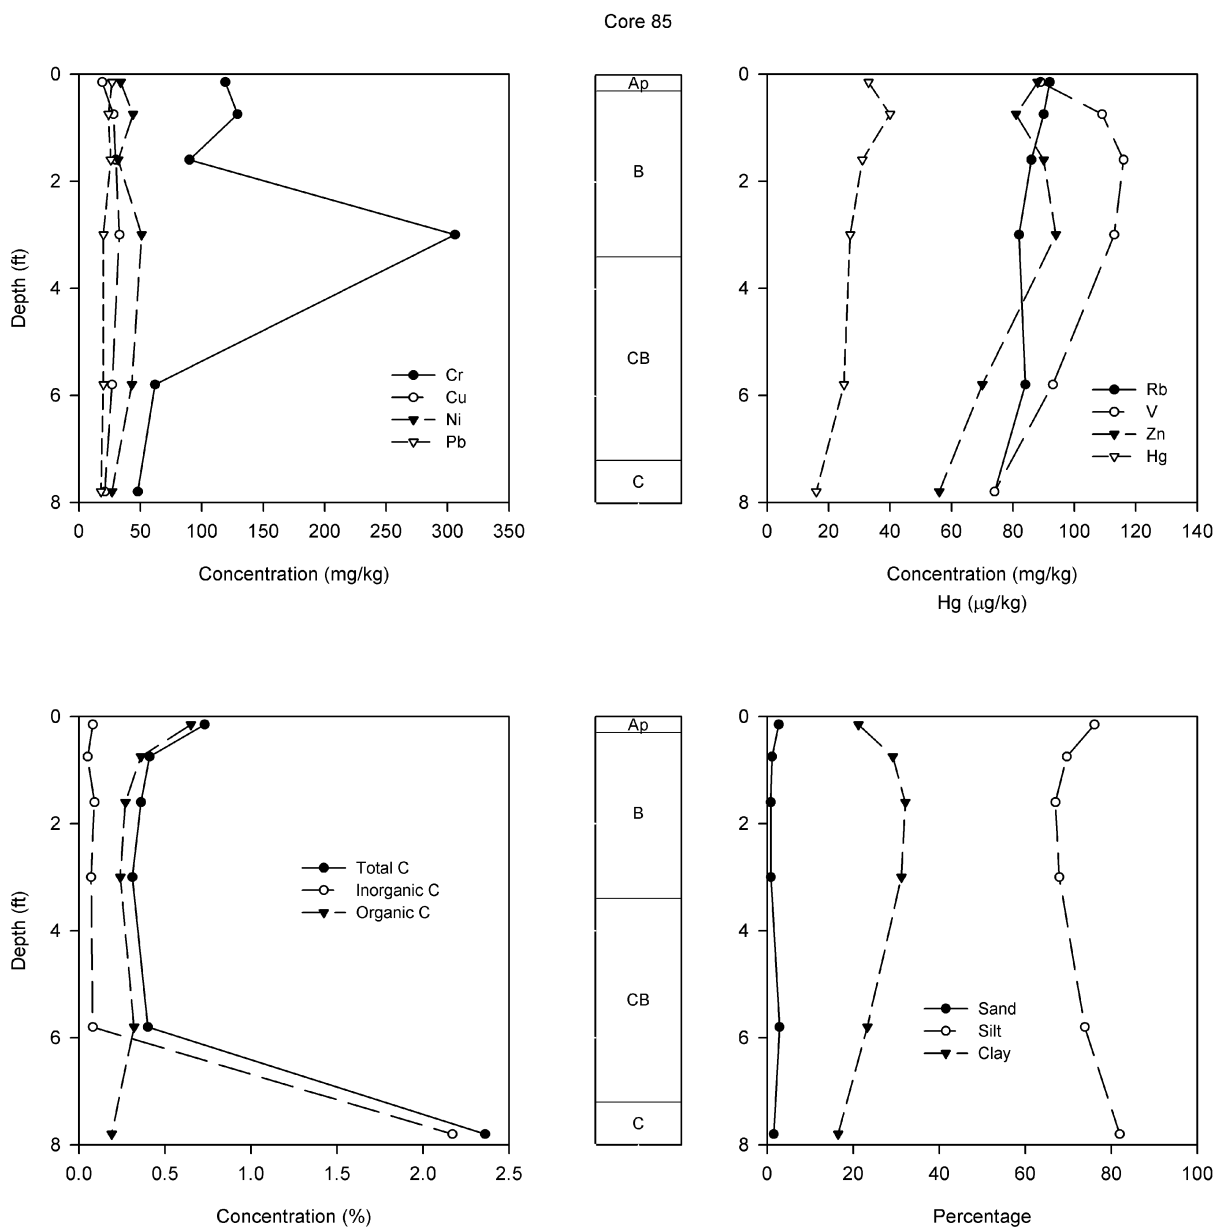 Core 85
0
2
4
6
8
Depth (ft)
Cr
Cu
Ni
Pb
0 50 100 150 200 250 300 350
Concentration (mg/kg)
Ap
B
CB
C
0
2
4
6
8
Rb
V
Zn
Hg
0 20 40 60 80 100 120 140
Concentration (mg/kg)
Hg (μg/kg)
0
2
4
6
8
Depth (ft)
Total C
Inorganic C
Organic C
0.0 0.5 1.0 1.5 2.0 2.5
Concentration (%)
Ap
B
CB
C
0
2
4
6
8
Sand
Silt
Clay
0 20 40 60 80 100
Percentage